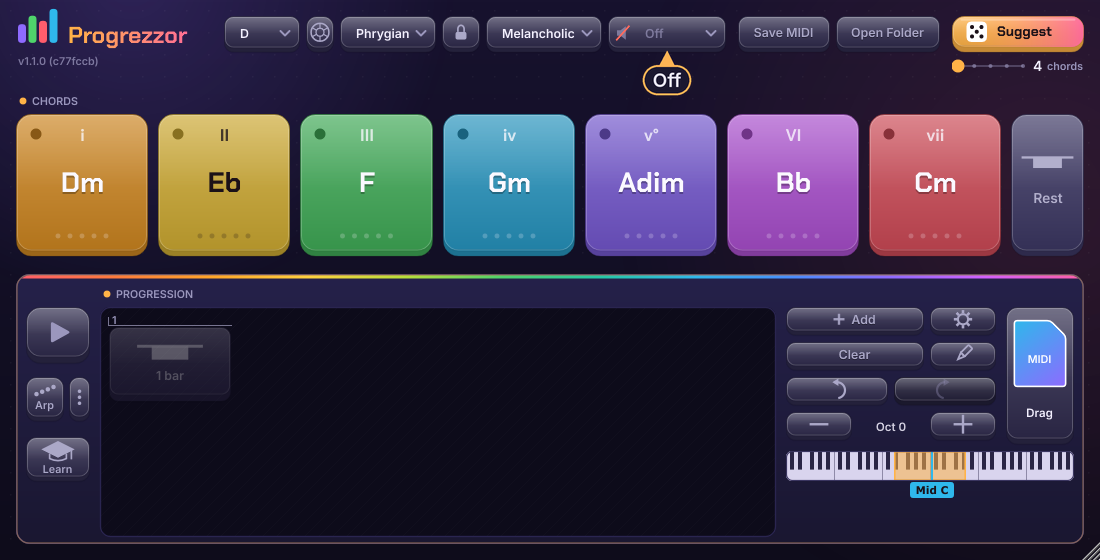 Progrezzor
v1.1.0 (c77fccb)
D
Phrygian
Melancholic
Off
Save MIDI
Open Folder
Suggest
4 chords
Off
CHORDS
i
II
III
iv
v°
VI
vii
Dm
Eb
F
Gm
Adim
Bb
Cm
Rest
PROGRESSION
1
1 bar
Arp
Learn
+ Add
Clear
Oct 0
MIDI
Drag
Mid C